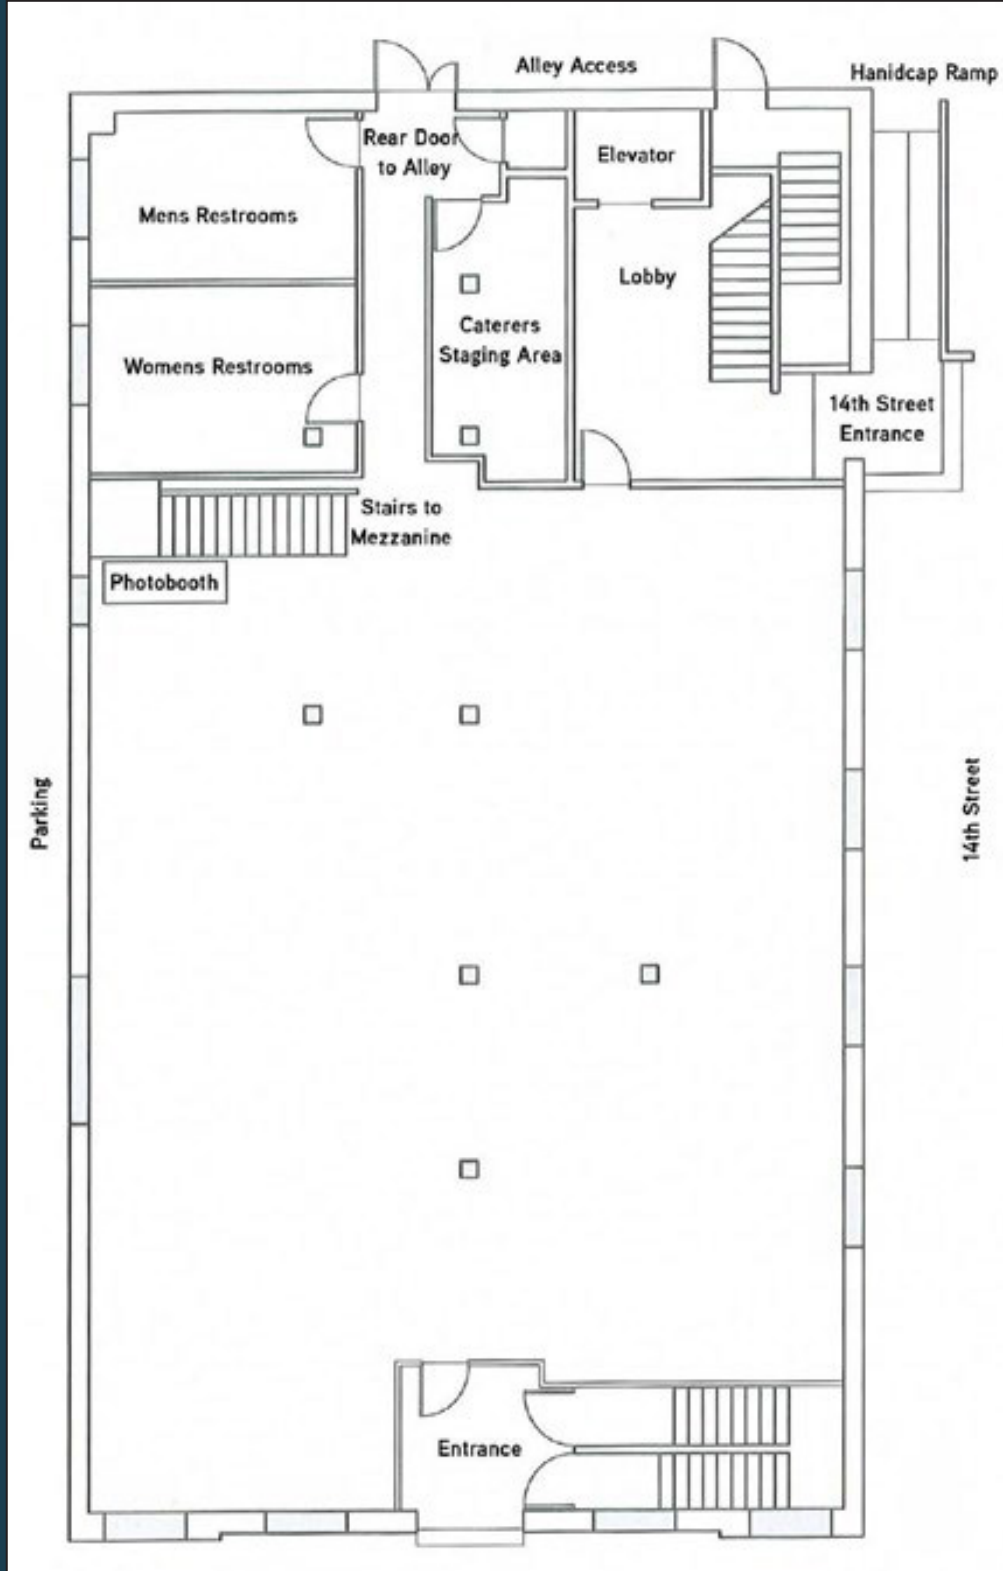 Alley Access
Hanidcap Ramp
Rear Door
to Alley
Elevator
Mens Restrooms
Lobby
Caterers
Staging Area
Womens Restrooms
14th Street
Entrance
Stairs to
Mezzanine
Photobooth
Parking
14th Street
Entrance